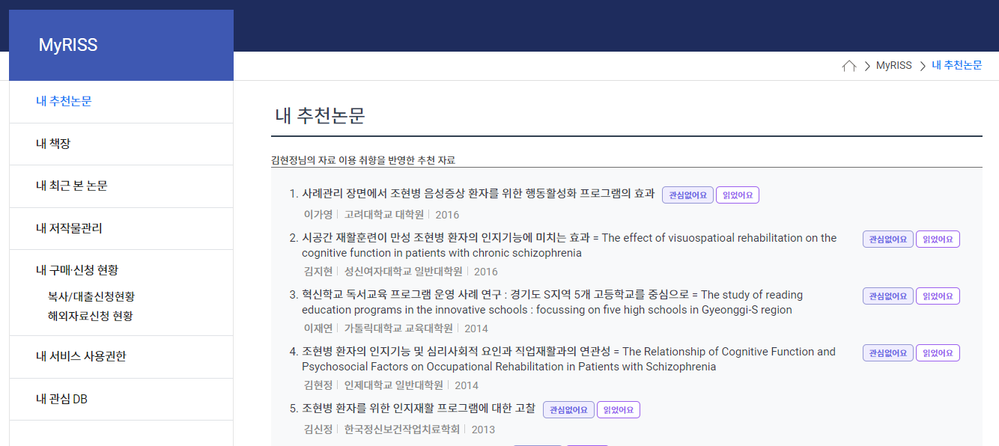 MyRISS
MyRISS
내 추천논문
내 추천논문
내 책장
내 최근 본 논문
내 저작물관리
내 구매·신청 현황
복사/대출신청현황
해외자료신청 현황
내 서비스 사용권한
내 관심 DB
내 추천논문
김현정님의 자료 이용 취향을 반영한 추천 자료
1. 사례관리 장면에서 조현병 음성증상 환자를 위한 행동활성화 프로그램의 효과 관심없어요 읽었어요
이가영 고려대학교 대학원 2016
2. 시공간 재활훈련이 만성 조현병 환자의 인지기능에 미치는 효과 = The effect of visuospatioal rehabilitation on the 관심없어요 읽었어요
cognitive function in patients with chronic schizophrenia
김지현 성신여자대학교 일반대학원 2016
3. 혁신학교 독서교육 프로그램 운영 사례 연구 : 경기도 S지역 5개 고등학교를 중심으로 = The study of reading 관심없어요 읽었어요
education programs in the innovative schools : focussing on five high schools in Gyeonggi-S region
이재연 가톨릭대학교 교육대학원 2014
4. 조현병 환자의 인지기능 및 심리사회적 요인과 직업재활과의 연관성 = The Relationship of Cognitive Function and 관심없어요 읽었어요
Psychosocial Factors on Occupational Rehabilitation in Patients with Schizophrenia
김현정 인제대학교 일반대학원 2014
5. 조현병 환자를 위한 인지재활 프로그램에 대한 고찰 관심없어요 읽었어요
김신정 한국정신보건작업치료학회 2013